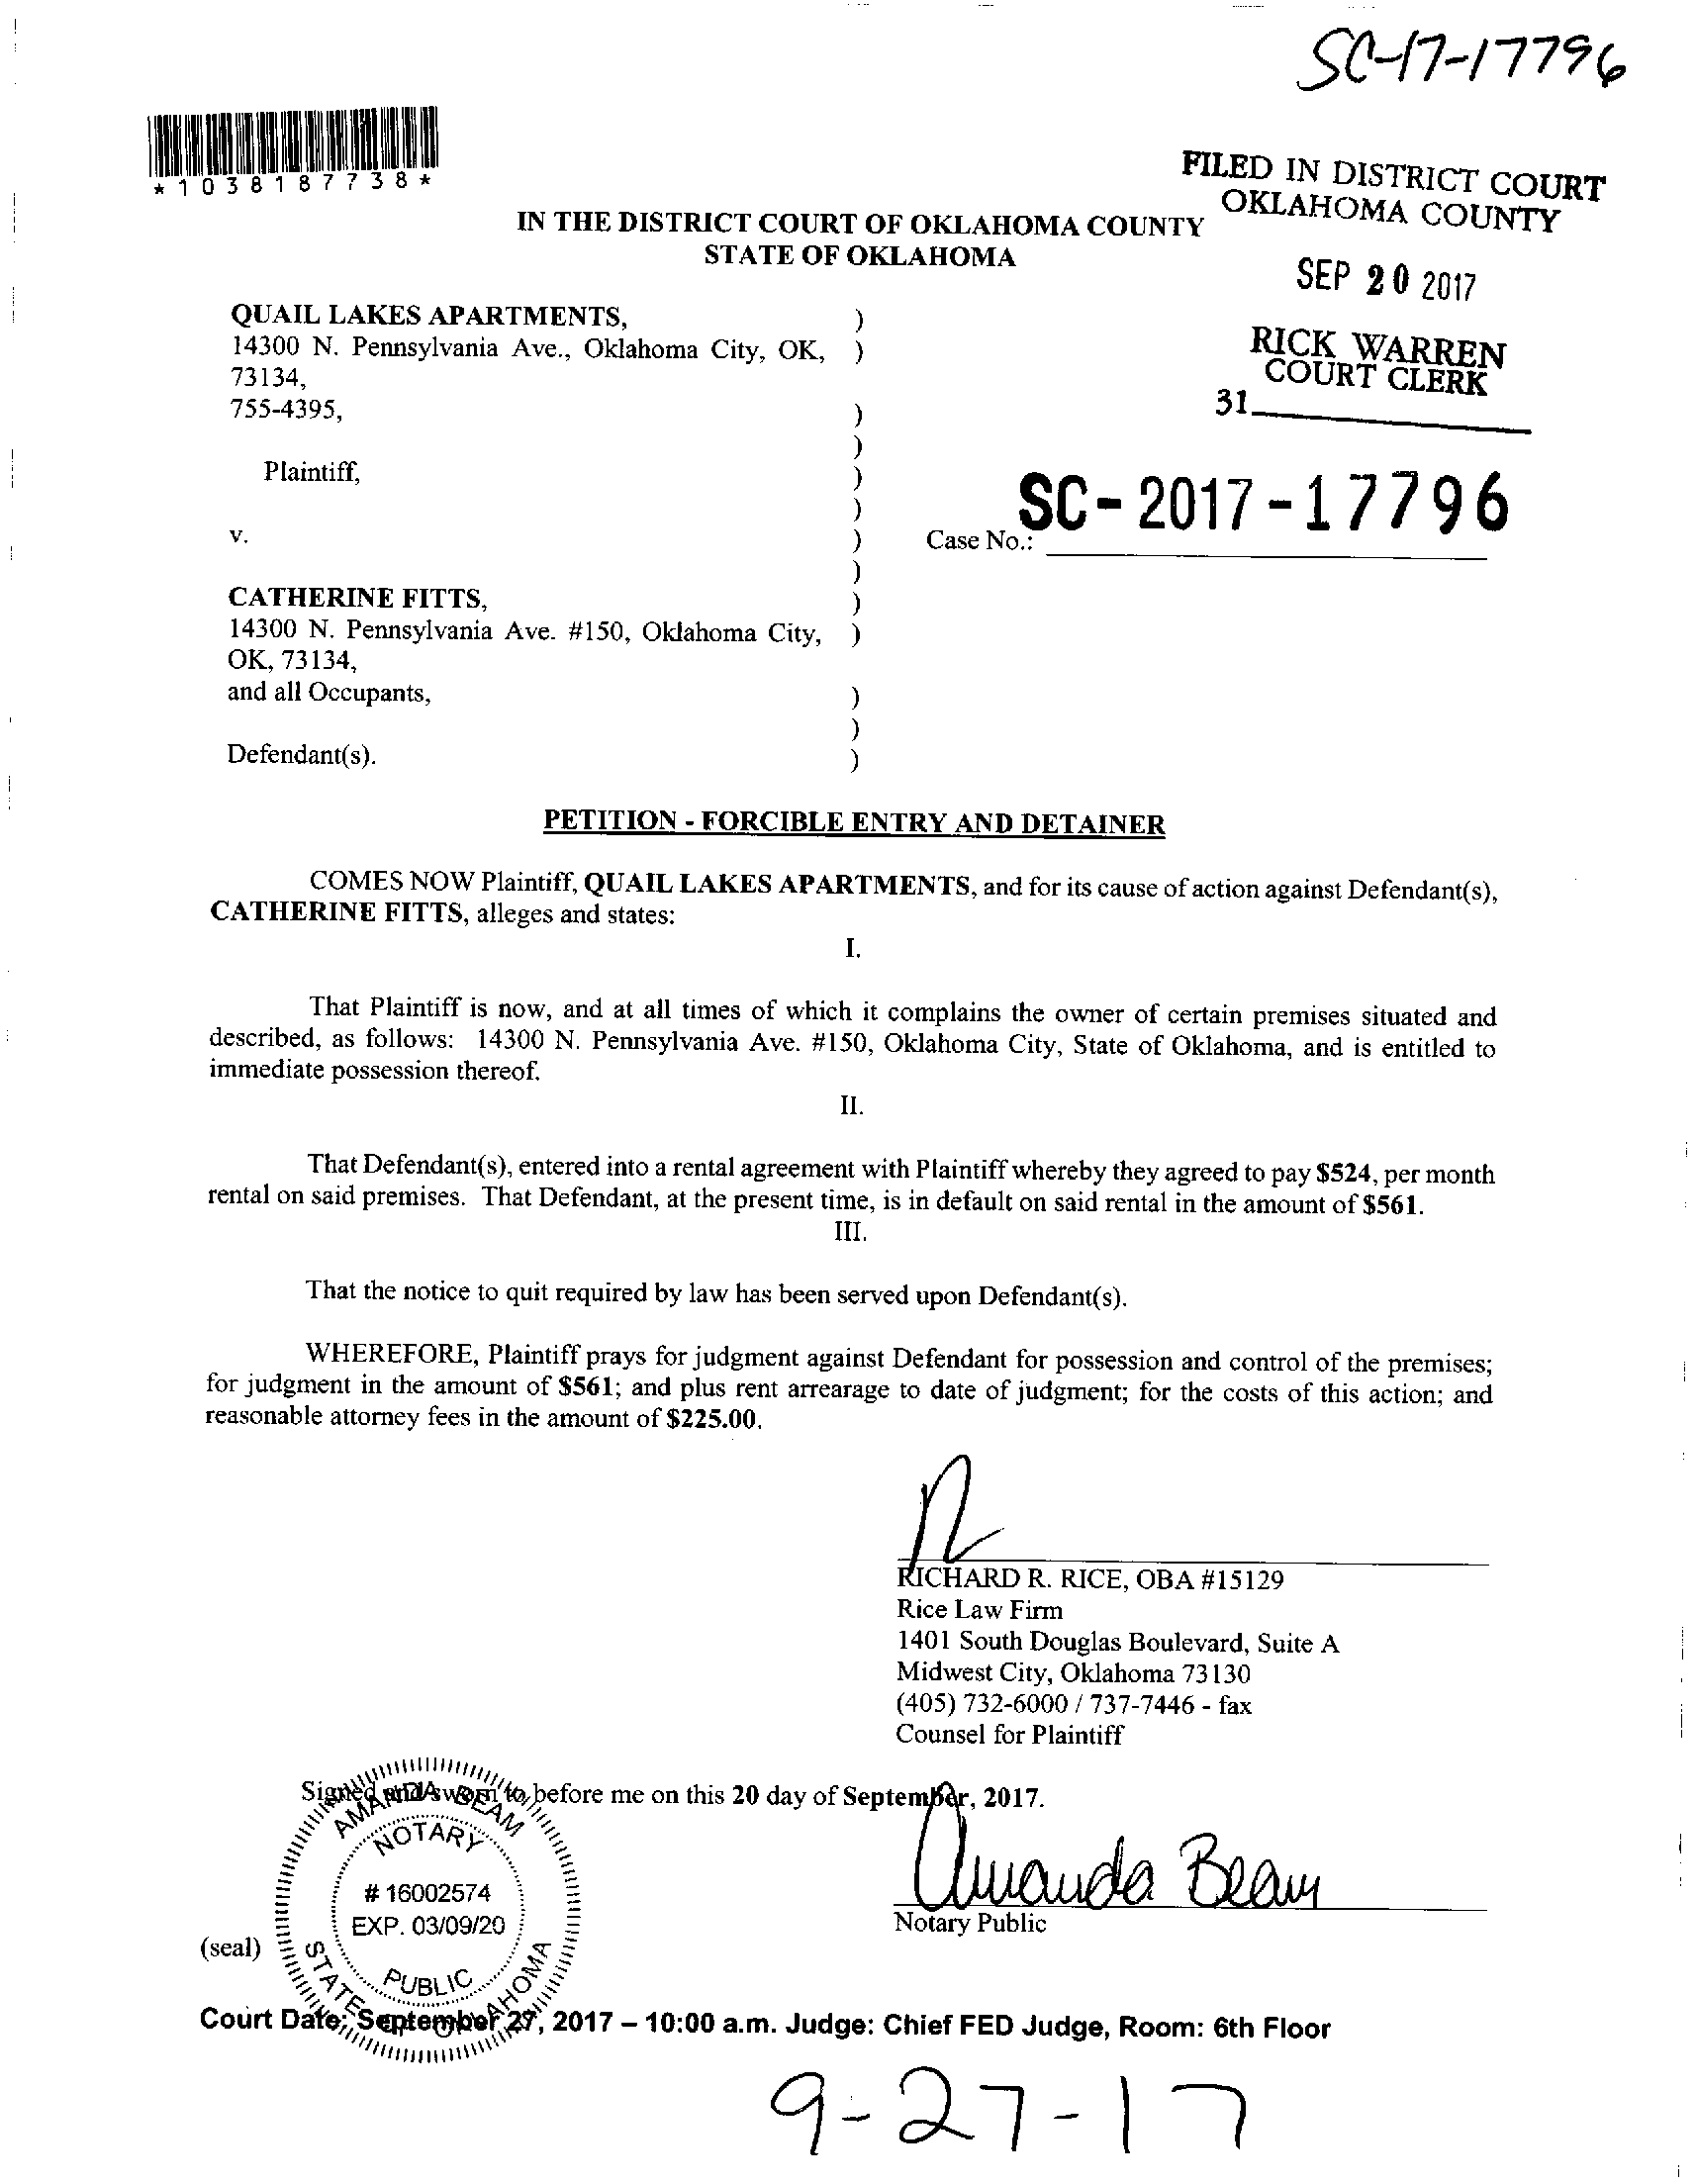 SC-17-17796
*1038187738*
FILED IN DISTRICT COURT
OKLAHOMA COUNTY
IN THE DISTRICT COURT OF OKLAHOMA COUNTY
STATE OF OKLAHOMA
SEP 20 2017
RICK WARREN
COURT CLERK
31
QUAIL LAKES APARTMENTS, )
14300 N. Pennsylvania Ave., Oklahoma City, OK, )
73134,
755-4395, )
)
Plaintiff, )
)
v. )
Case No.: SC-2017-17796
)
CATHERINE FITTS, )
14300 N. Pennsylvania Ave. #150, Oklahoma City, )
OK, 73134,
and all Occupants, )
)
Defendant(s). )
PETITION - FORCIBLE ENTRY AND DETAINER
COMES NOW Plaintiff, QUAIL LAKES APARTMENTS, and for its cause of action against Defendant(s),
CATHERINE FITTS, alleges and states:
I.
That Plaintiff is now, and at all times of which it complains the owner of certain premises situated and
described, as follows: 14300 N. Pennsylvania Ave. #150, Oklahoma City, State of Oklahoma, and is entitled to
immediate possession thereof.
II.
That Defendant(s), entered into a rental agreement with Plaintiff whereby they agreed to pay $524, per month
rental on said premises. That Defendant, at the present time, is in default on said rental in the amount of $561.
III.
That the notice to quit required by law has been served upon Defendant(s).
WHEREFORE, Plaintiff prays for judgment against Defendant for possession and control of the premises;
for judgment in the amount of $561; and plus rent arrearage to date of judgment; for the costs of this action; and
reasonable attorney fees in the amount of $225.00.
RICHARD R. RICE, OBA #15129
Rice Law Firm
1401 South Douglas Boulevard, Suite A
Midwest City, Oklahoma 73130
(405) 732-6000 / 737-7446 - fax
Counsel for Plaintiff
Signed and sworn to before me on this 20 day of September, 2017.
AMANDA BEAM
NOTARY
# 16002574
EXP. 03/09/20
PUBLIC
STATE OF OKLAHOMA
Amanda Beam
Notary Public
(seal)
Court Date: September 27, 2017 – 10:00 a.m. Judge: Chief FED Judge, Room: 6th Floor
9-27-17